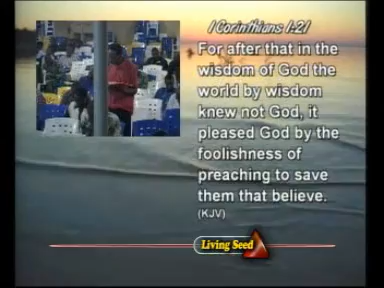 1 Corinthians 1:21
For after that in the
wisdom of God the
world by wisdom
knew not God, it
pleased God by the
foolishness of
preaching to save
them that believe.
(KJV)
Living Seed